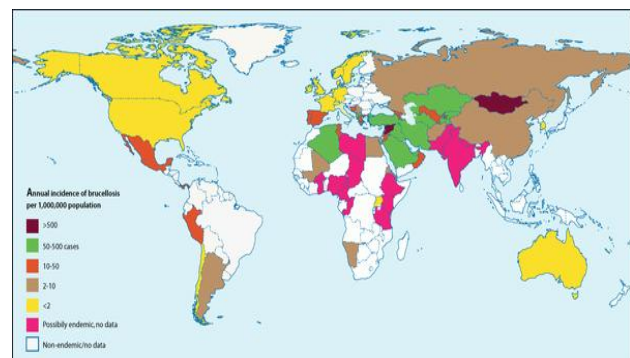 Annual incidence of brucellosis
per 1,000,000 population
>500
50-500 cases
10-50
2-10
<2
Possibily endemic, no data
Non-endemic/no data